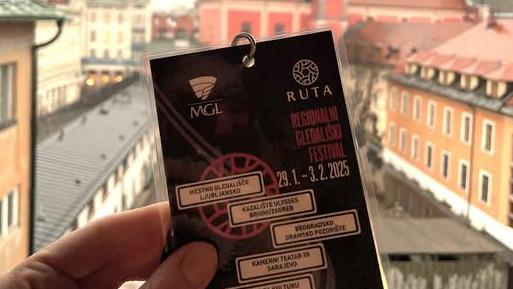 MGL
RUTA
REGIONALNI
GLEDALIŠKI
FESTIVAL
29.1. – 3.2.2025
MESTNO GLEDALIŠČE
LJUBLJANSKO
KAZALIŠTE ULYSSES
BRIONI/ZAGREB
BEOGRADSKO
DRAMSKO POZORIŠTE
KAMERNI TEATAR 55
SARAJEVO